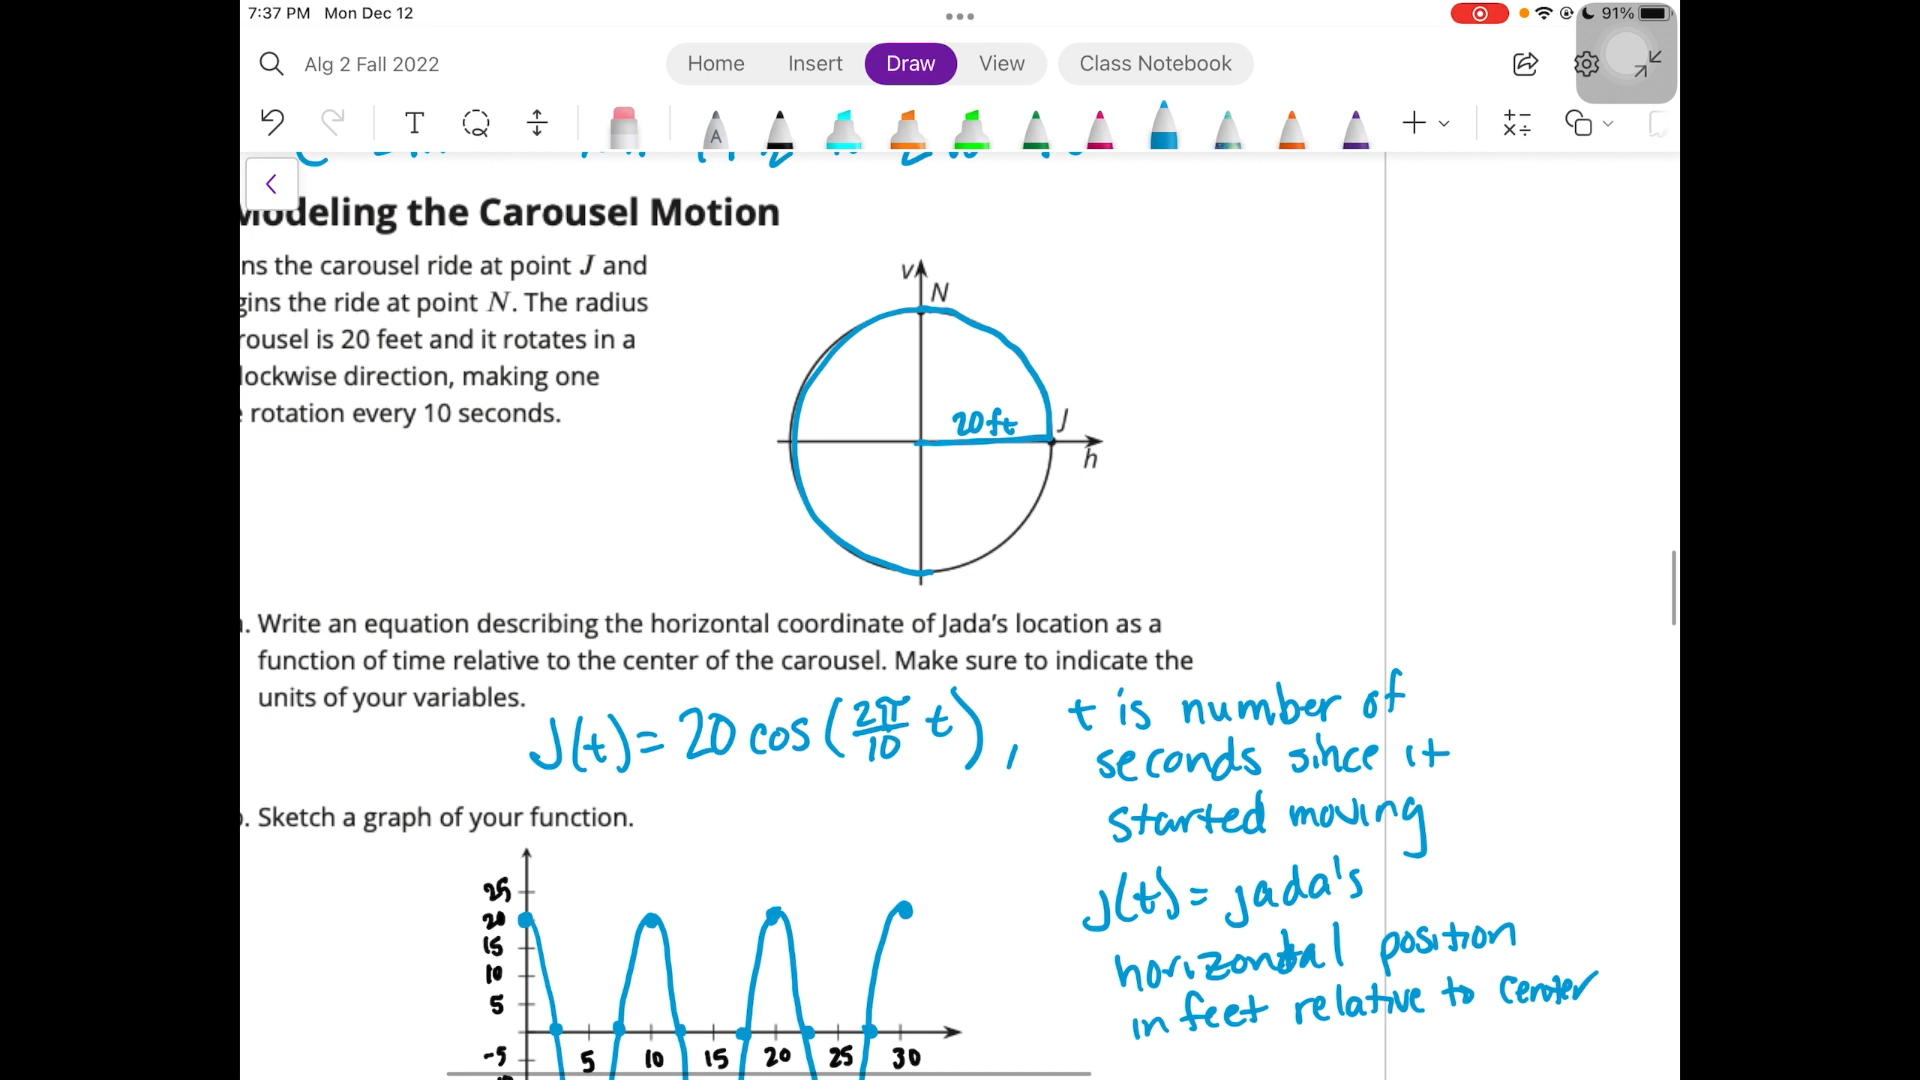 7:37 PM Mon Dec 12
91%
Alg 2 Fall 2022
Home Insert Draw View Class Notebook
T
A
Modeling the Carousel Motion
ns the carousel ride at point J and
gins the ride at point N. The radius
rousel is 20 feet and it rotates in a
lockwise direction, making one
rotation every 10 seconds.
v
N
20ft
J
h
. Write an equation describing the horizontal coordinate of Jada's location as a
function of time relative to the center of the carousel. Make sure to indicate the
units of your variables.
J(t) = 20 cos (2π/10 t),
t is number of
seconds since it
started moving
. Sketch a graph of your function.
J(t) = jada's
horizontal position
in feet relative to center
25
20
15
10
5
-5
5 10 15 20 25 30